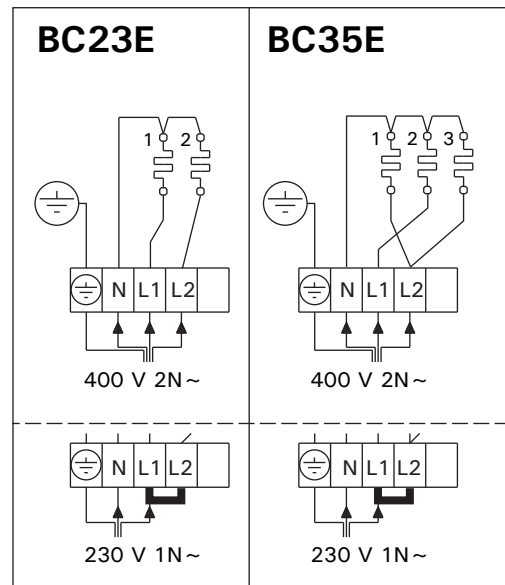 BC23E
BC35E
1 2
1 2 3
N L1 L2
N L1 L2
400 V 2N~
400 V 2N~
N L1 L2
N L1 L2
230 V 1N~
230 V 1N~